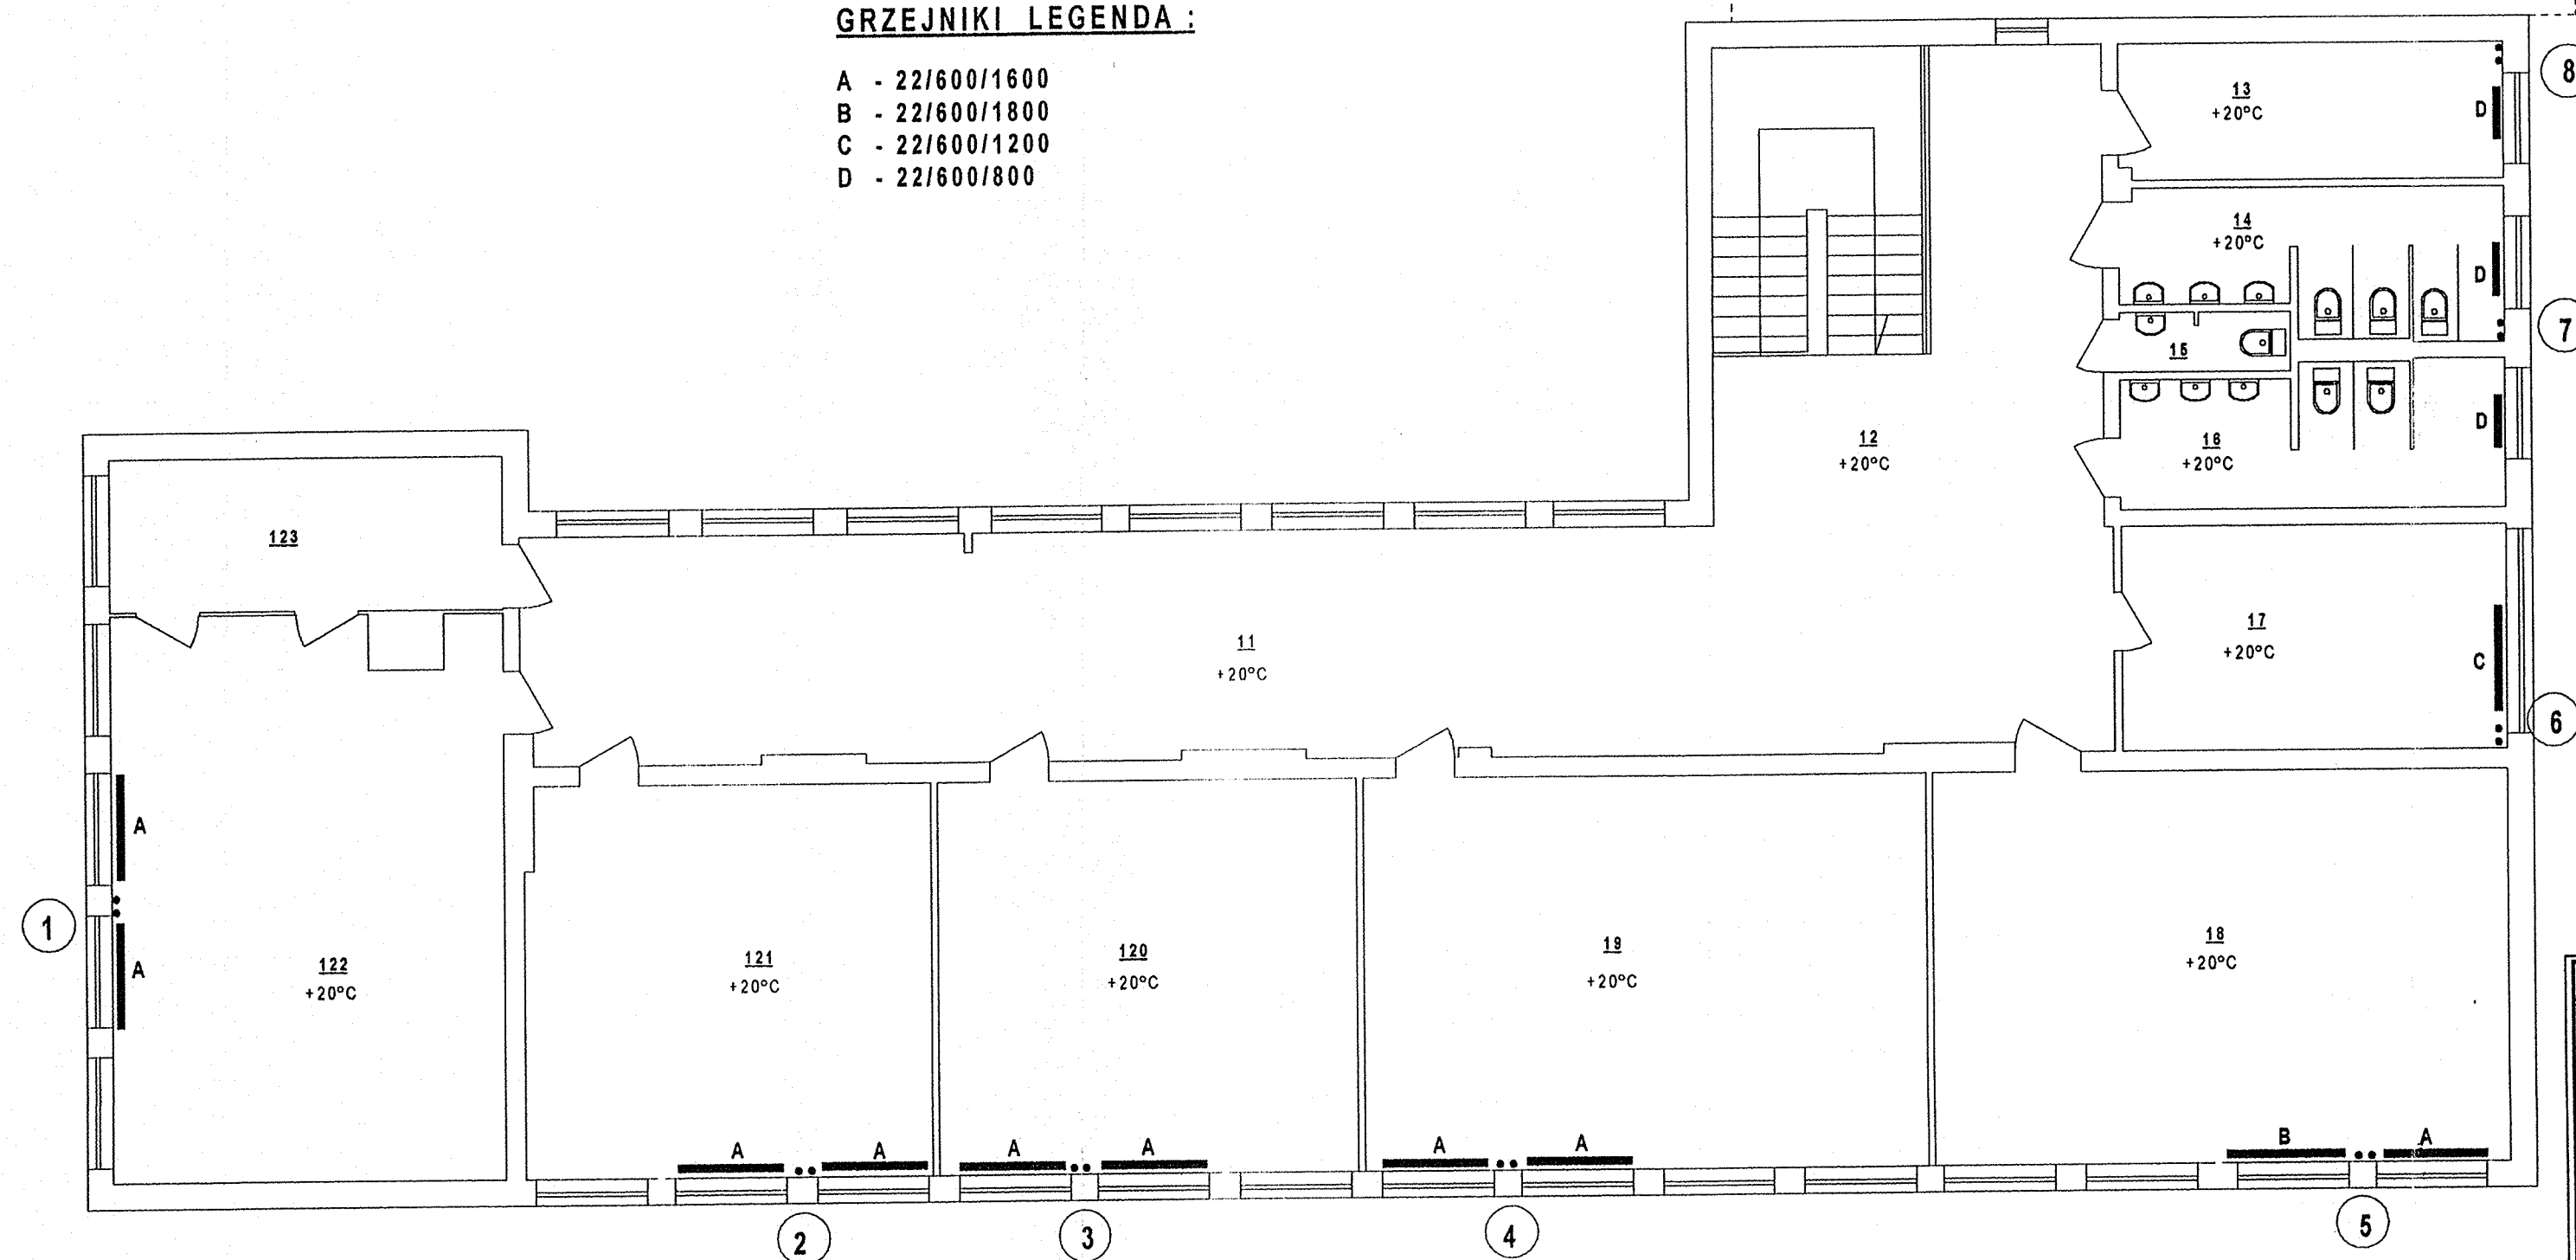 GRZEJNIKI LEGENDA :
A - 22/600/1600
B - 22/600/1800
C - 22/600/1200
D - 22/600/800
8
13
+20°C
D
14
+20°C
D
7
15
D
12
+20°C
16
+20°C
123
11
+20°C
17
+20°C
C
6
A
1
A
122
+20°C
121
+20°C
120
+20°C
19
+20°C
18
+20°C
A A A A A A B A
2 3 4 5